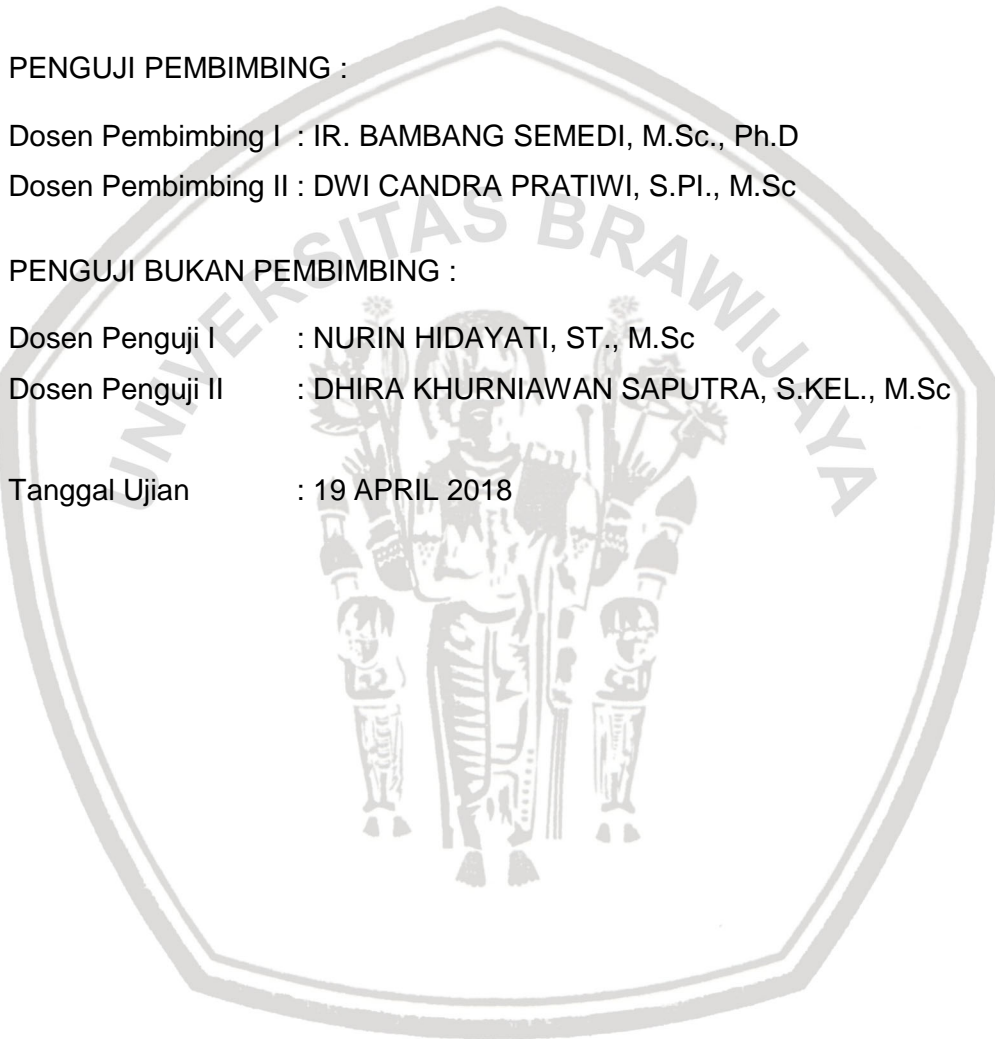 PENGUJI PEMBIMBING :
Dosen Pembimbing I : IR. BAMBANG SEMEDI, M.Sc., Ph.D
Dosen Pembimbing II : DWI CANDRA PRATIWI, S.PI., M.Sc
UNIVERSITAS BRAWIJAYA
PENGUJI BUKAN PEMBIMBING :
Dosen Penguji I : NURIN HIDAYATI, ST., M.Sc
Dosen Penguji II : DHIRA KHURNIAWAN SAPUTRA, S.KEL., M.Sc
Tanggal Ujian : 19 APRIL 2018